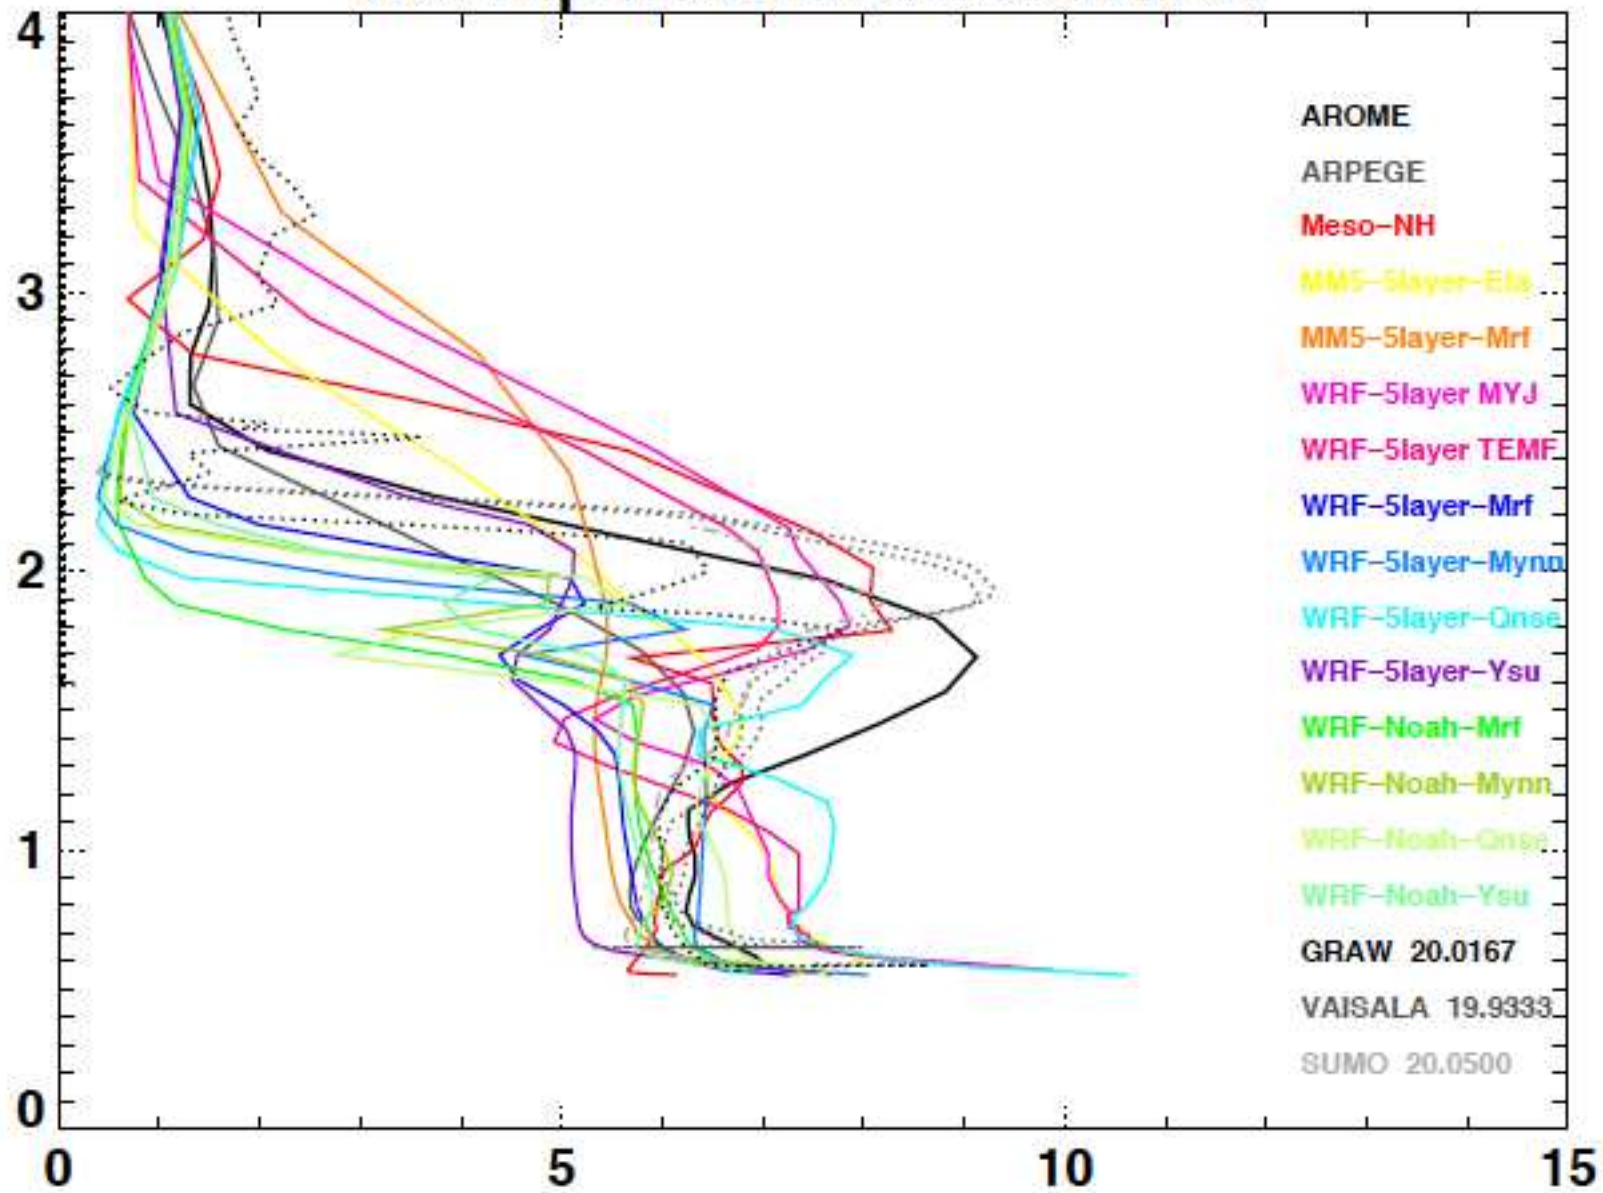 4
3
2
1
0
0 5 10 15
AROME
ARPEGE
Meso-NH
MM5-5layer-Eta
MM5-5layer-Mrf
WRF-5layer MYJ
WRF-5layer TEMF
WRF-5layer-Mrf
WRF-5layer-Mynn
WRF-5layer-Qnse
WRF-5layer-Ysu
WRF-Noah-Mrf
WRF-Noah-Mynn
WRF-Noah-Qnse
WRF-Noah-Ysu
GRAW 20.0167
VAISALA 19.9333
SUMO 20.0500